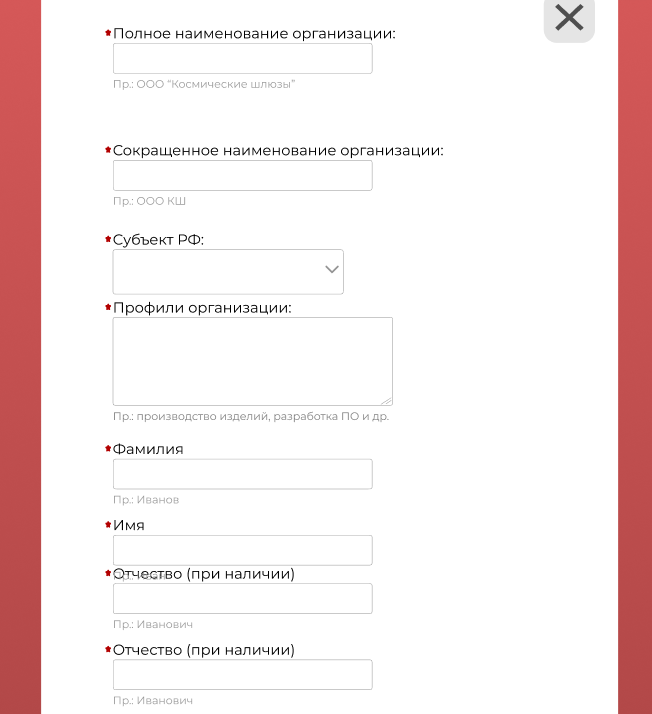 *Полное наименование организации:
Пр.: ООО “Космические шлюзы”
*Сокращенное наименование организации:
Пр.: ООО КШ
*Субъект РФ:
*Профили организации:
Пр.: производство изделий, разработка ПО и др.
*Фамилия
Пр.: Иванов
*Имя
*Отчество (при наличии)
Пр.: Иванович
*Отчество (при наличии)
Пр.: Иванович